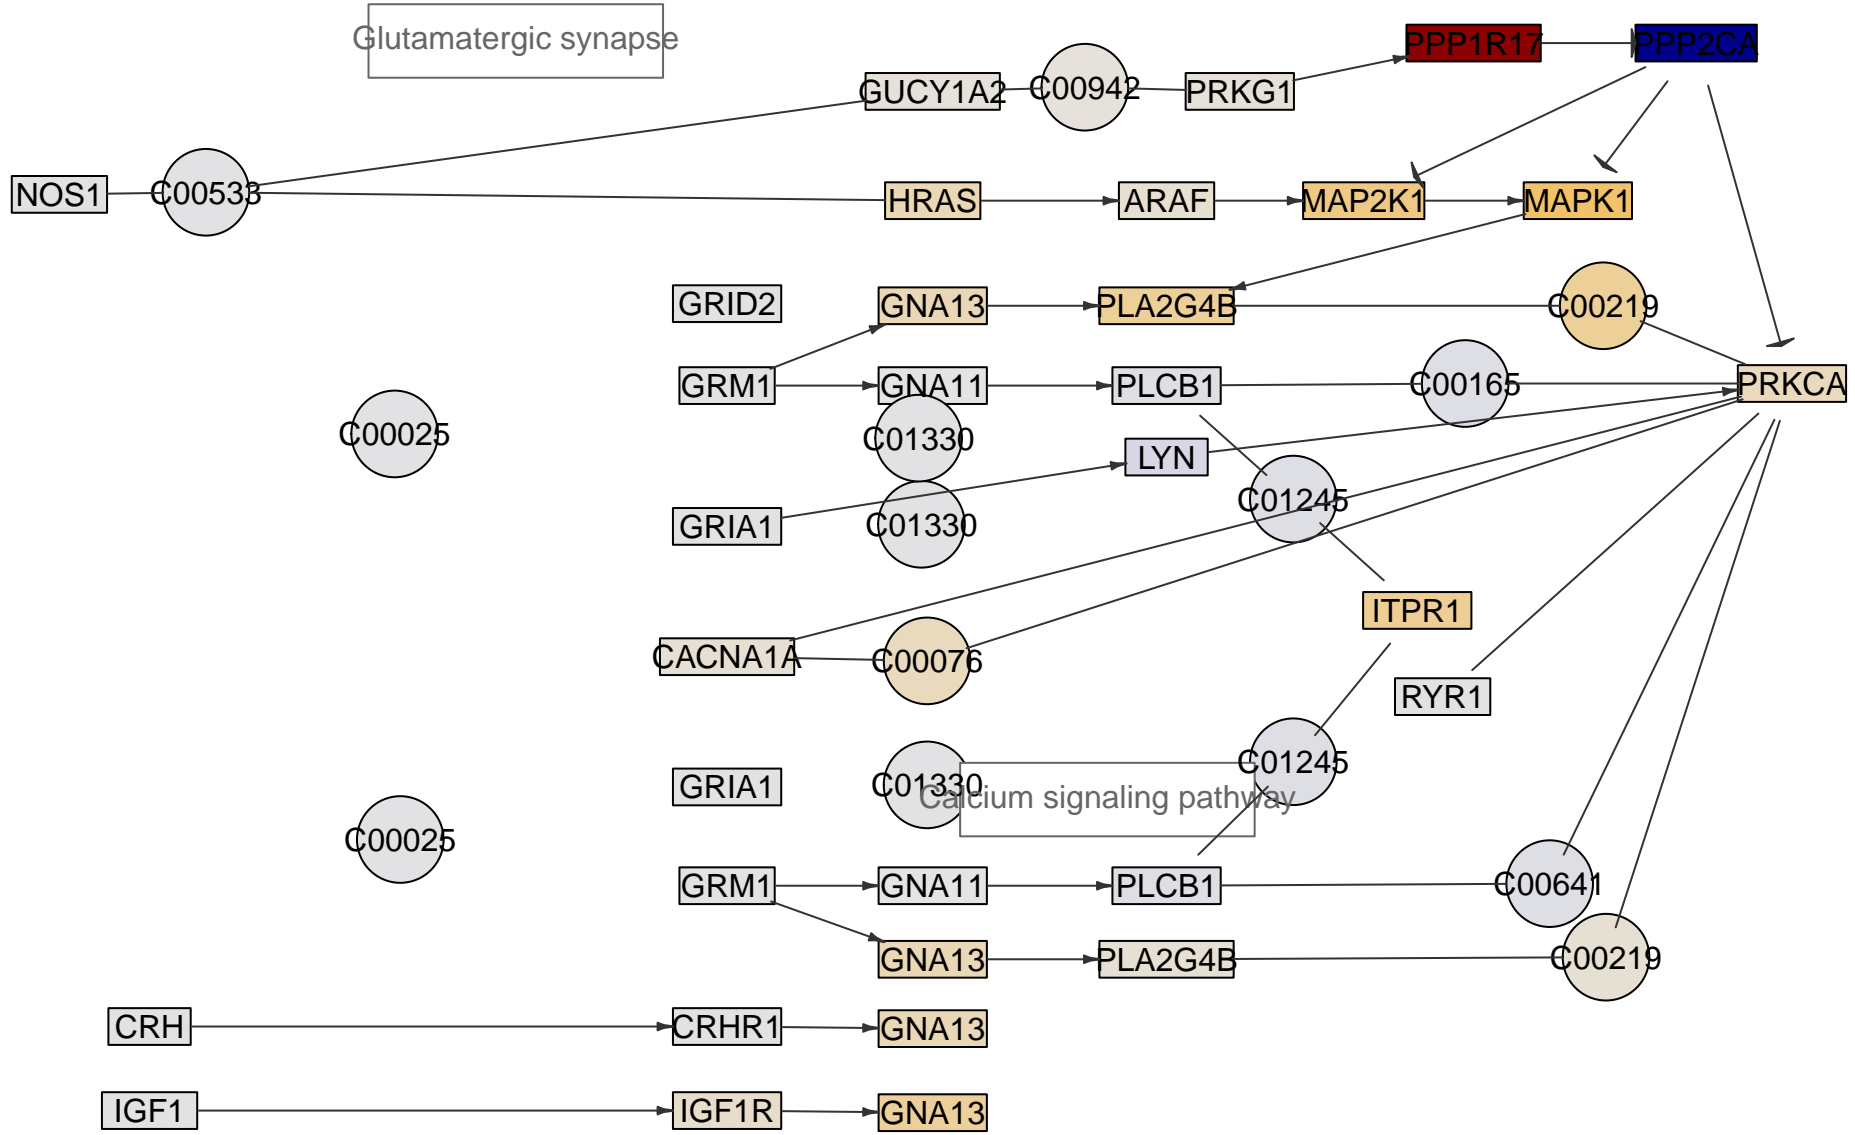 Glutamatergic synapse
PPP1R17
PPP2CA
GUCY1A2
C00942
PRKG1
NOS1
C00533
HRAS
ARAF
MAP2K1
MAPK1
GRID2
GNA13
PLA2G4B
C00219
GRM1
GNA11
PLCB1
C00165
PRKCA
C00025
C01330
LYN
C01245
GRIA1
C01330
ITPR1
CACNA1A
C00076
RYR1
GRIA1
C01330
C01245
Calcium signaling pathway
C00025
GRM1
GNA11
PLCB1
C00641
GNA13
PLA2G4B
C00219
CRH
CRHR1
GNA13
IGF1
IGF1R
GNA13